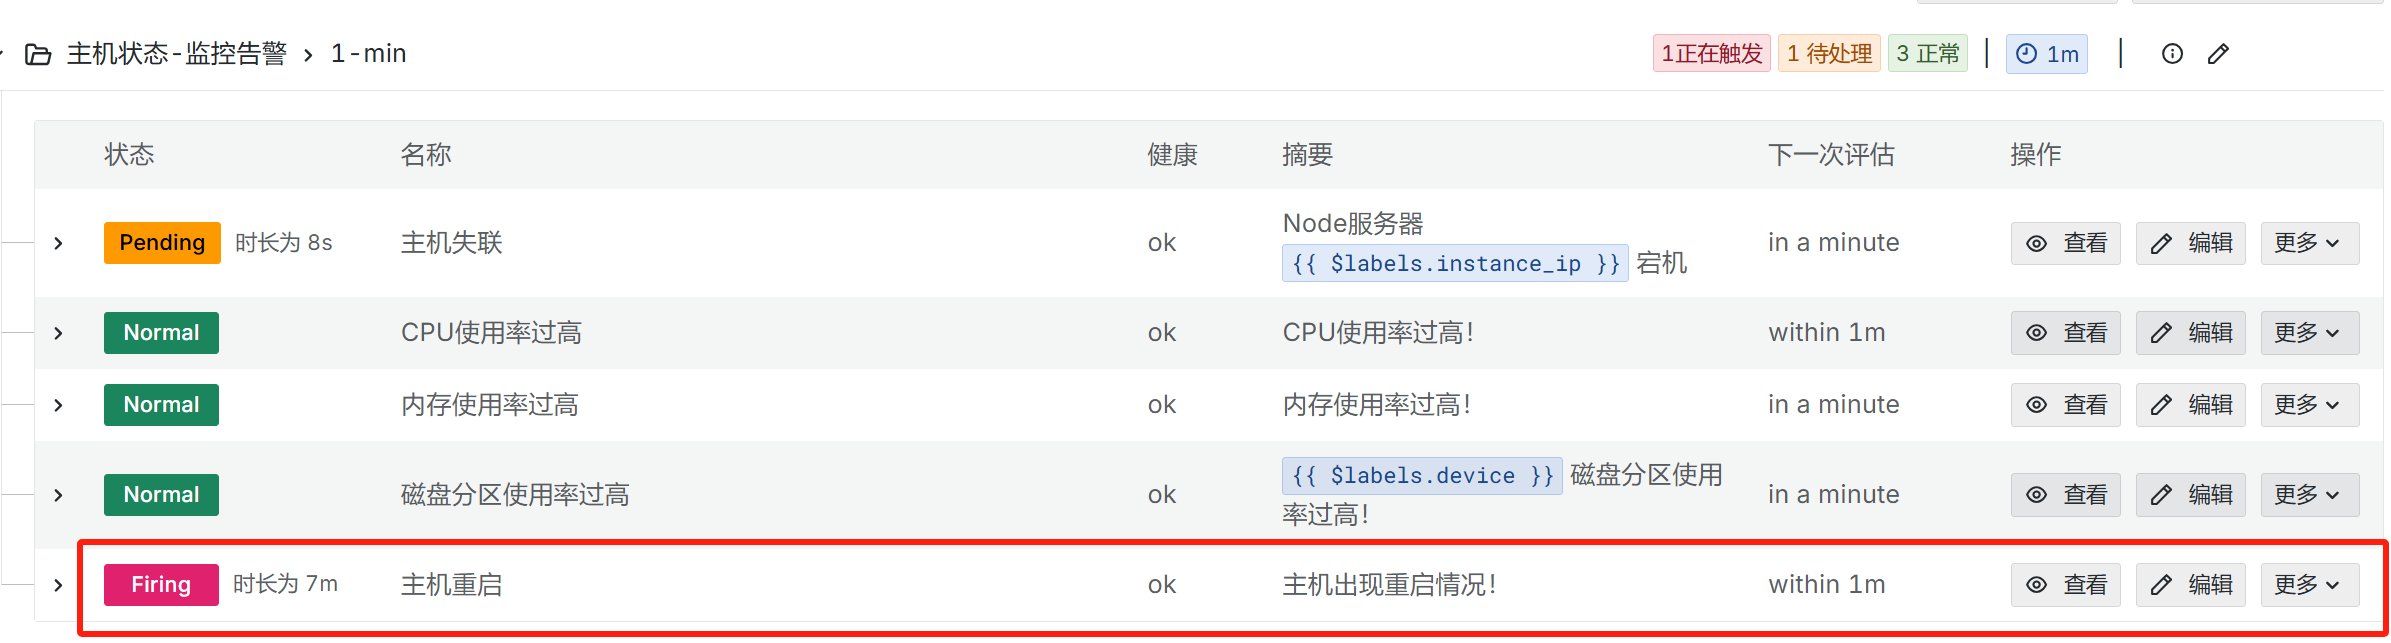 主机状态-监控告警 › 1-min 1正在触发 1 待处理 3 正常 | 1m |
状态 名称 健康 摘要 下一次评估 操作
Pending 时长为 8s 主机失联 ok Node服务器 in a minute 查看 编辑 更多
{{ $labels.instance_ip }} 宕机
Normal CPU使用率过高 ok CPU使用率过高！ within 1m 查看 编辑 更多
Normal 内存使用率过高 ok 内存使用率过高！ in a minute 查看 编辑 更多
Normal 磁盘分区使用率过高 ok {{ $labels.device }} 磁盘分区使用 in a minute 查看 编辑 更多
率过高！
Firing 时长为 7m 主机重启 ok 主机出现重启情况！ within 1m 查看 编辑 更多